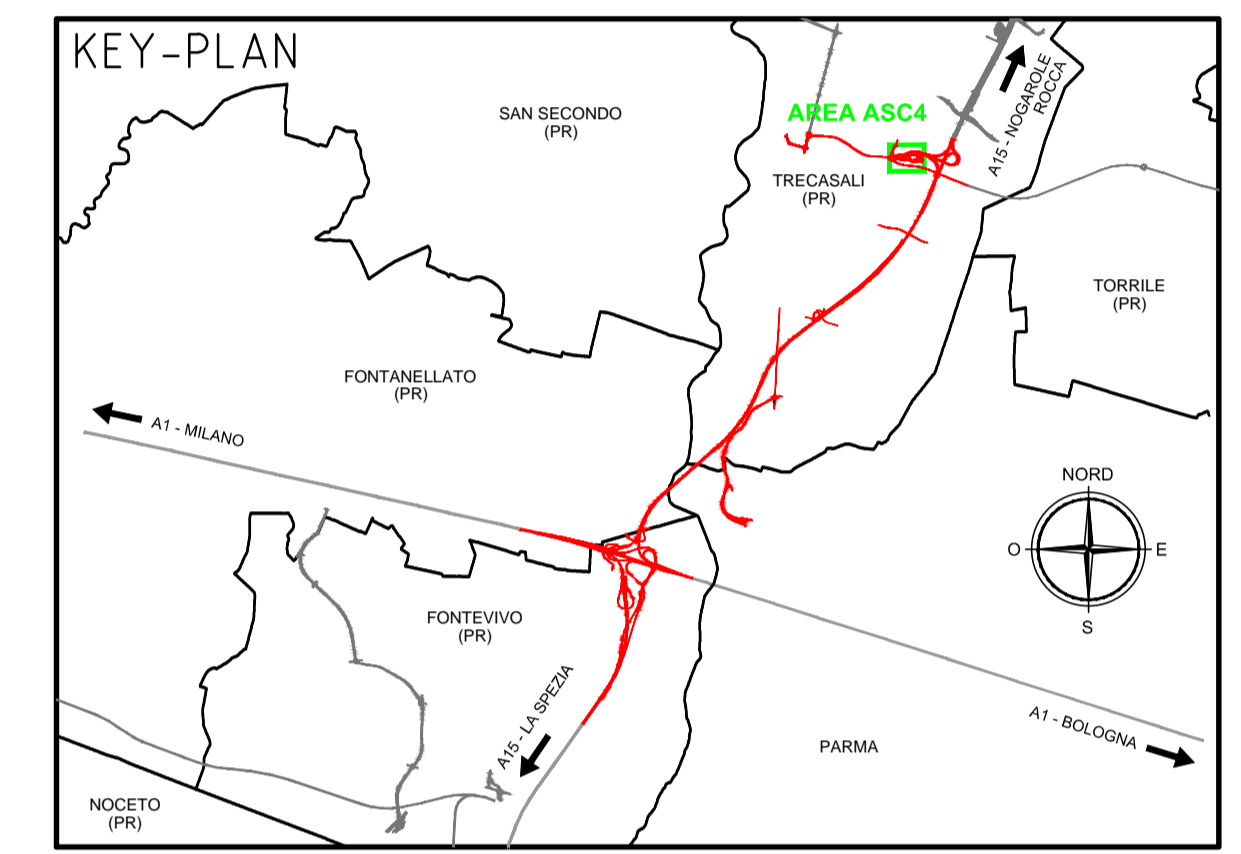 KEY-PLAN
SAN SECONDO
(PR)
AREA ASC4
A15 - NOGAROLE
ROCCA
TRECASALI
(PR)
TORRILE
(PR)
FONTANELLATO
(PR)
A1 - MILANO
NORD
O
E
S
FONTEVIVO
(PR)
A15 - LA SPEZIA
A1 - BOLOGNA
PARMA
NOCETO
(PR)